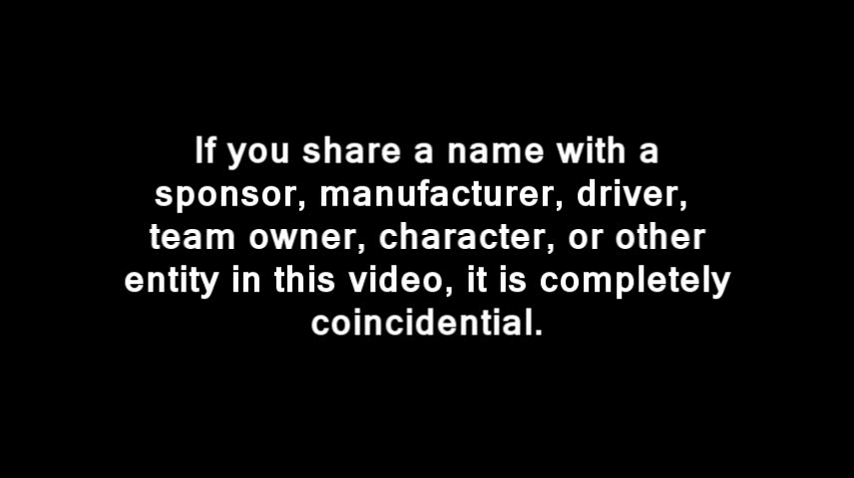 If you share a name with a
sponsor, manufacturer, driver,
team owner, character, or other
entity in this video, it is completely
coincidential.